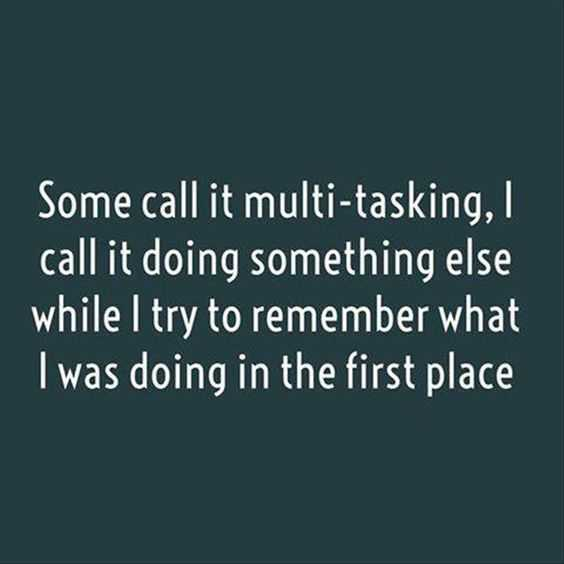 Some call it multi-tasking, I
call it doing something else
while I try to remember what
I was doing in the first place